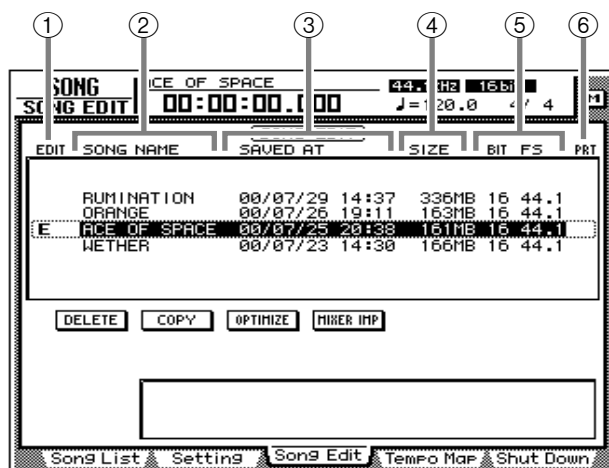 ① ② ③ ④ ⑤ ⑥
SONG ACE OF SPACE 44.1kHz 16bit
SONG EDIT 00:00:00.000 ♩=120.0 4/ 4 M
EDIT SONG NAME SAVED AT SIZE BIT FS PRT
RUMINATION 00/07/29 14:37 336MB 16 44.1
ORANGE 00/07/26 19:11 163MB 16 44.1
E ACE OF SPACE 00/07/25 20:38 161MB 16 44.1
WETHER 00/07/23 14:30 166MB 16 44.1
DELETE COPY OPTIMIZE MIXER IMP
Song List Setting Song Edit Tempo Map Shut Down